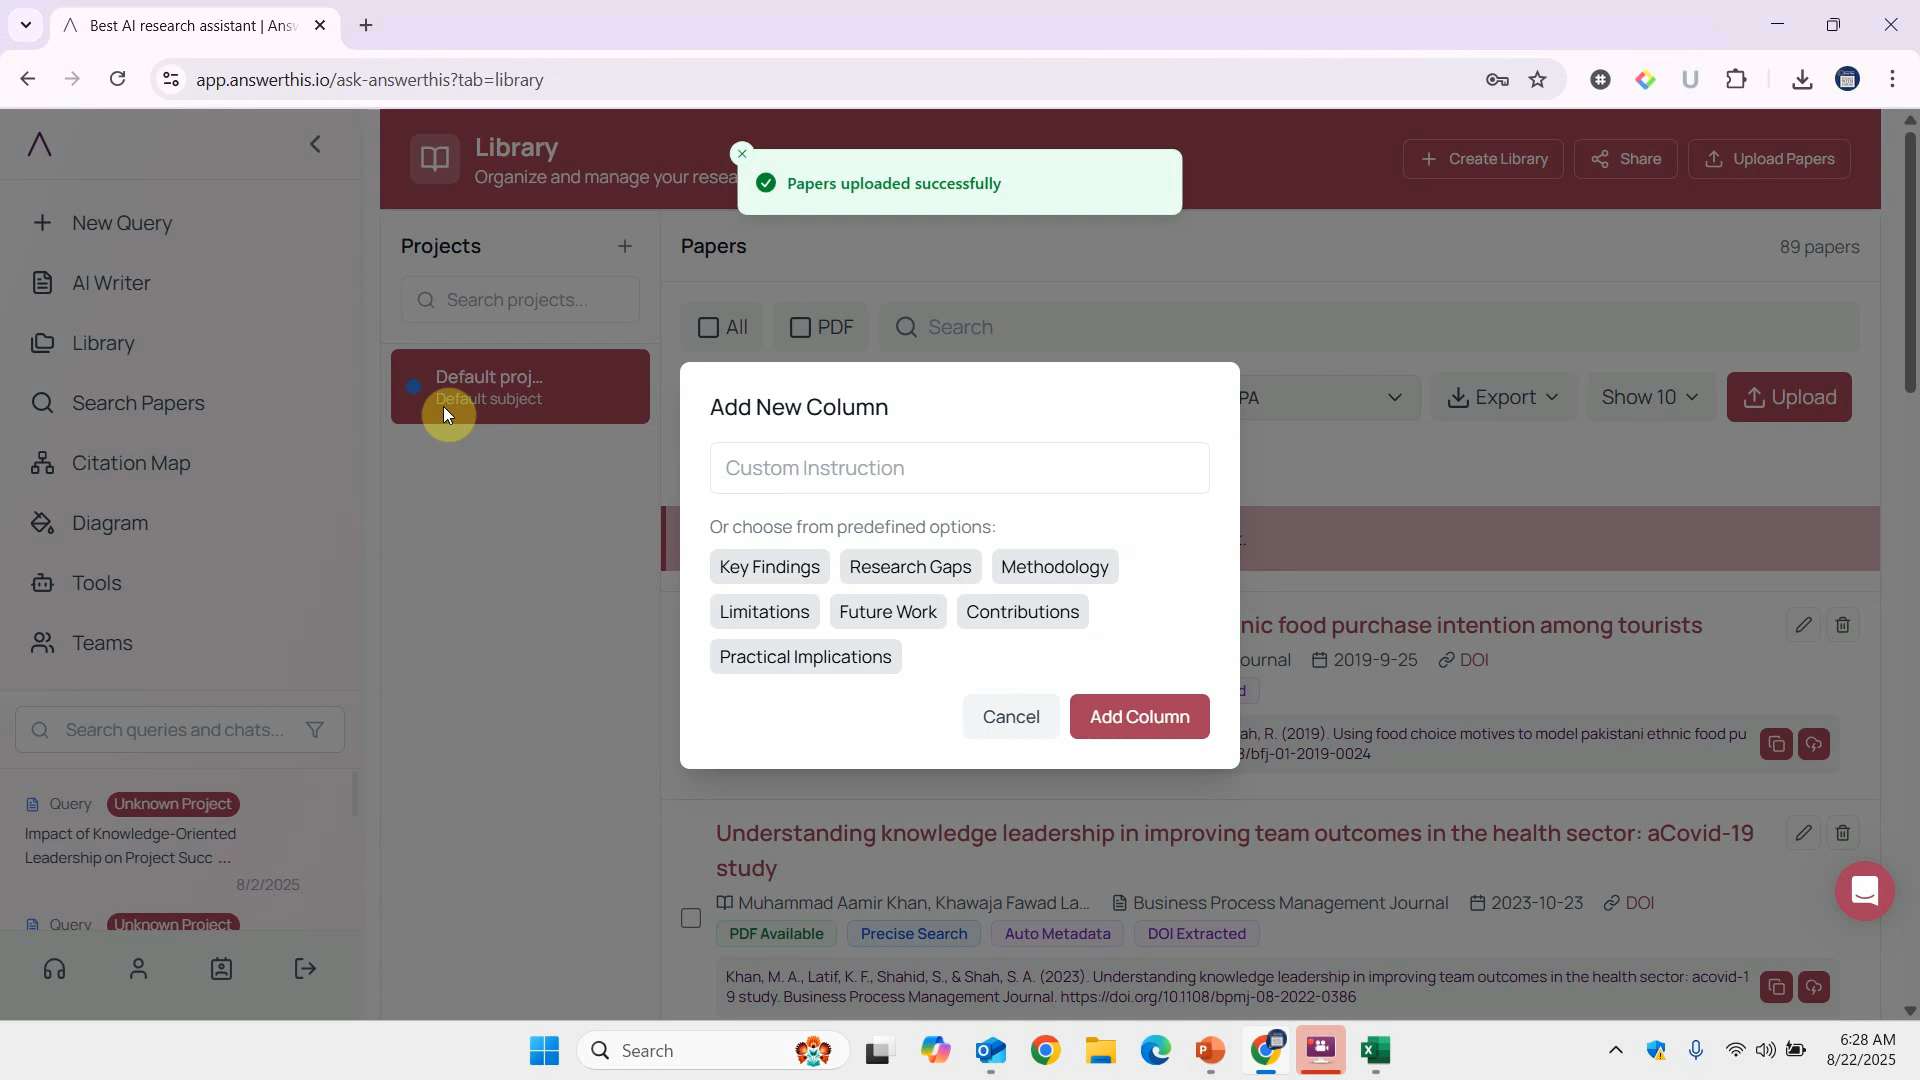 Best AI research assistant | Ans
app.answerthis.io/ask-answerthis?tab=library
Library
Organize and manage your resea
Create Library
Share
Upload Papers
Papers uploaded successfully
New Query
AI Writer
Library
Search Papers
Citation Map
Diagram
Tools
Teams
Search queries and chats...
Query Unknown Project
Impact of Knowledge-Oriented
Leadership on Project Succ ...
8/2/2025
Query Unknown Project
Projects
Search projects...
Default proj...
Default subject
Papers
89 papers
All
PDF
Search
PA
Export
Show 10
Upload
Add New Column
Custom Instruction
Or choose from predefined options:
Key Findings Research Gaps Methodology
Limitations Future Work Contributions
Practical Implications
Cancel Add Column
nic food purchase intention among tourists
ournal 2019-9-25 DOI
d
ah, R. (2019). Using food choice motives to model pakistani ethnic food pu
3/bfj-01-2019-0024
Understanding knowledge leadership in improving team outcomes in the health sector: aCovid-19
study
Muhammad Aamir Khan, Khawaja Fawad La... Business Process Management Journal 2023-10-23 DOI
PDF Available Precise Search Auto Metadata DOI Extracted
Khan, M. A., Latif, K. F., Shahid, S., & Shah, S. A. (2023). Understanding knowledge leadership in improving team outcomes in the health sector: acovid-1
9 study. Business Process Management Journal. https://doi.org/10.1108/bpmj-08-2022-0386
Search
6:28 AM
8/22/2025